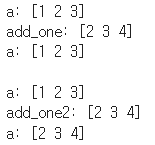 a: [1 2 3]
add_one: [2 3 4]
a: [1 2 3]
a: [1 2 3]
add_one2: [2 3 4]
a: [2 3 4]